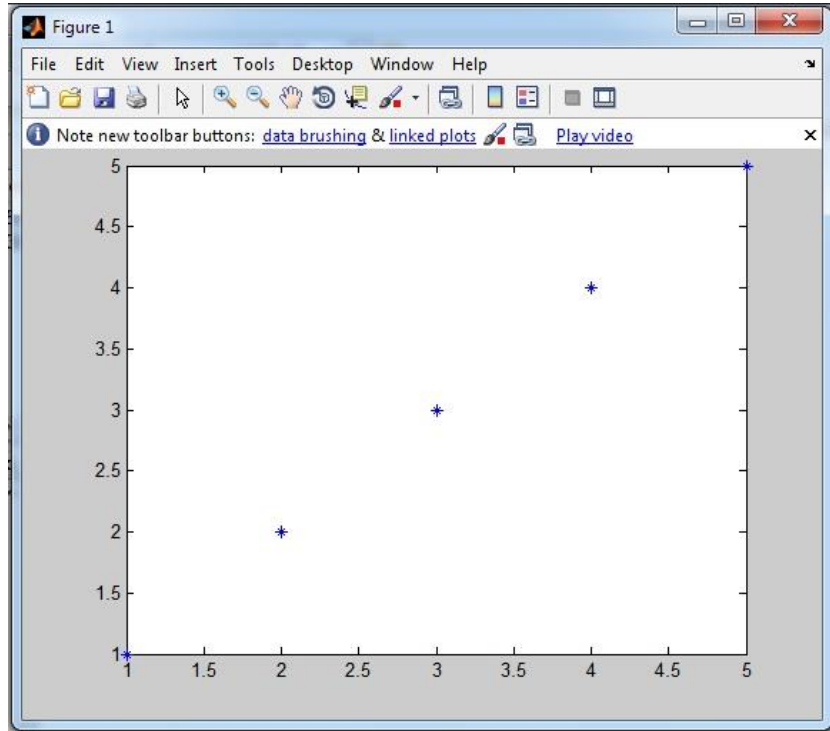 Figure 1
File Edit View Insert Tools Desktop Window Help
Note new toolbar buttons: data brushing & linked plots Play video
5
4.5
4
3.5
3
2.5
2
1.5
1
1 1.5 2 2.5 3 3.5 4 4.5 5